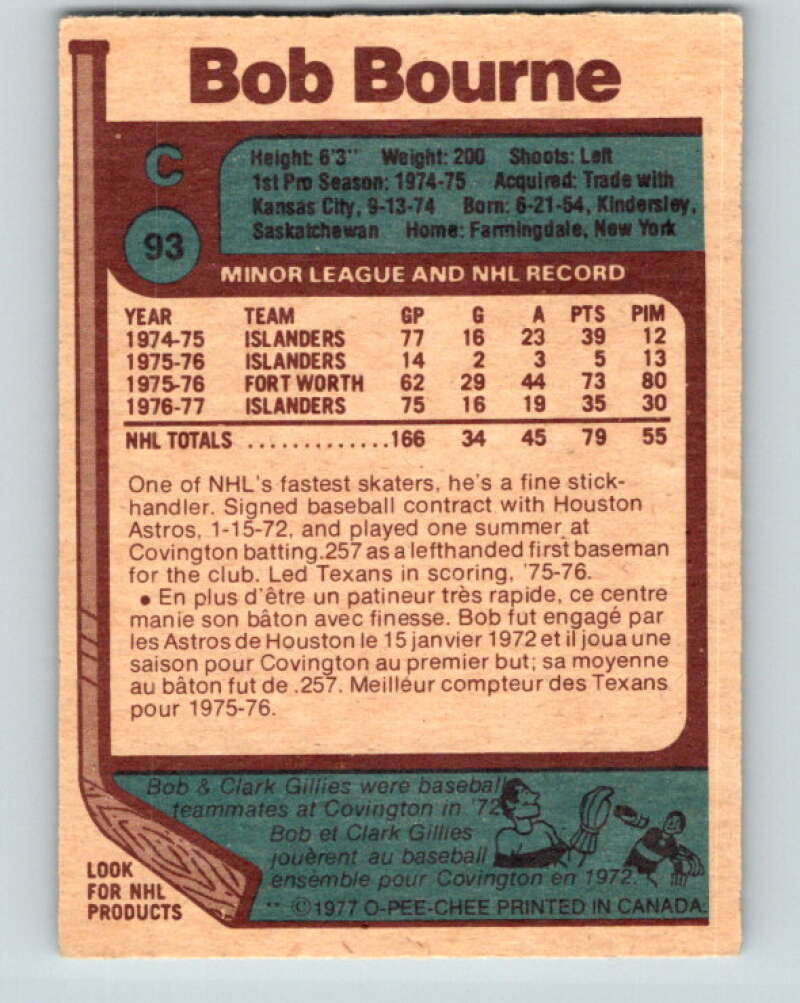 Bob Bourne
C
Height: 6'3" Weight: 200 Shoots: Left
1st Pro Season: 1974-75 Acquired: Trade with
Kansas City, 9-13-74 Born: 6-21-54, Kindersley,
Saskatchewan Home: Farmingdale, New York
93
MINOR LEAGUE AND NHL RECORD
YEAR TEAM GP G A PTS PIM
1974-75 ISLANDERS 77 16 23 39 12
1975-76 ISLANDERS 14 2 3 5 13
1975-76 FORT WORTH 62 29 44 73 80
1976-77 ISLANDERS 75 16 19 35 30
NHL TOTALS .............166 34 45 79 55
One of NHL's fastest skaters, he's a fine stick-
handler. Signed baseball contract with Houston
Astros, 1-15-72, and played one summer at
Covington batting .257 as a lefthanded first baseman
for the club. Led Texans in scoring, '75-76.
• En plus d'être un patineur très rapide, ce centre
manie son bâton avec finesse. Bob fut engagé par
les Astros de Houston le 15 janvier 1972 et il joua une
saison pour Covington au premier but; sa moyenne
au bâton fut de .257. Meilleur compteur des Texans
pour 1975-76.
Bob & Clark Gillies were baseball
teammates at Covington in '72
Bob et Clark Gillies
jouèrent au baseball
ensemble pour Covington en 1972.
LOOK
FOR NHL
PRODUCTS
** ©1977 O-PEE-CHEE PRINTED IN CANADA